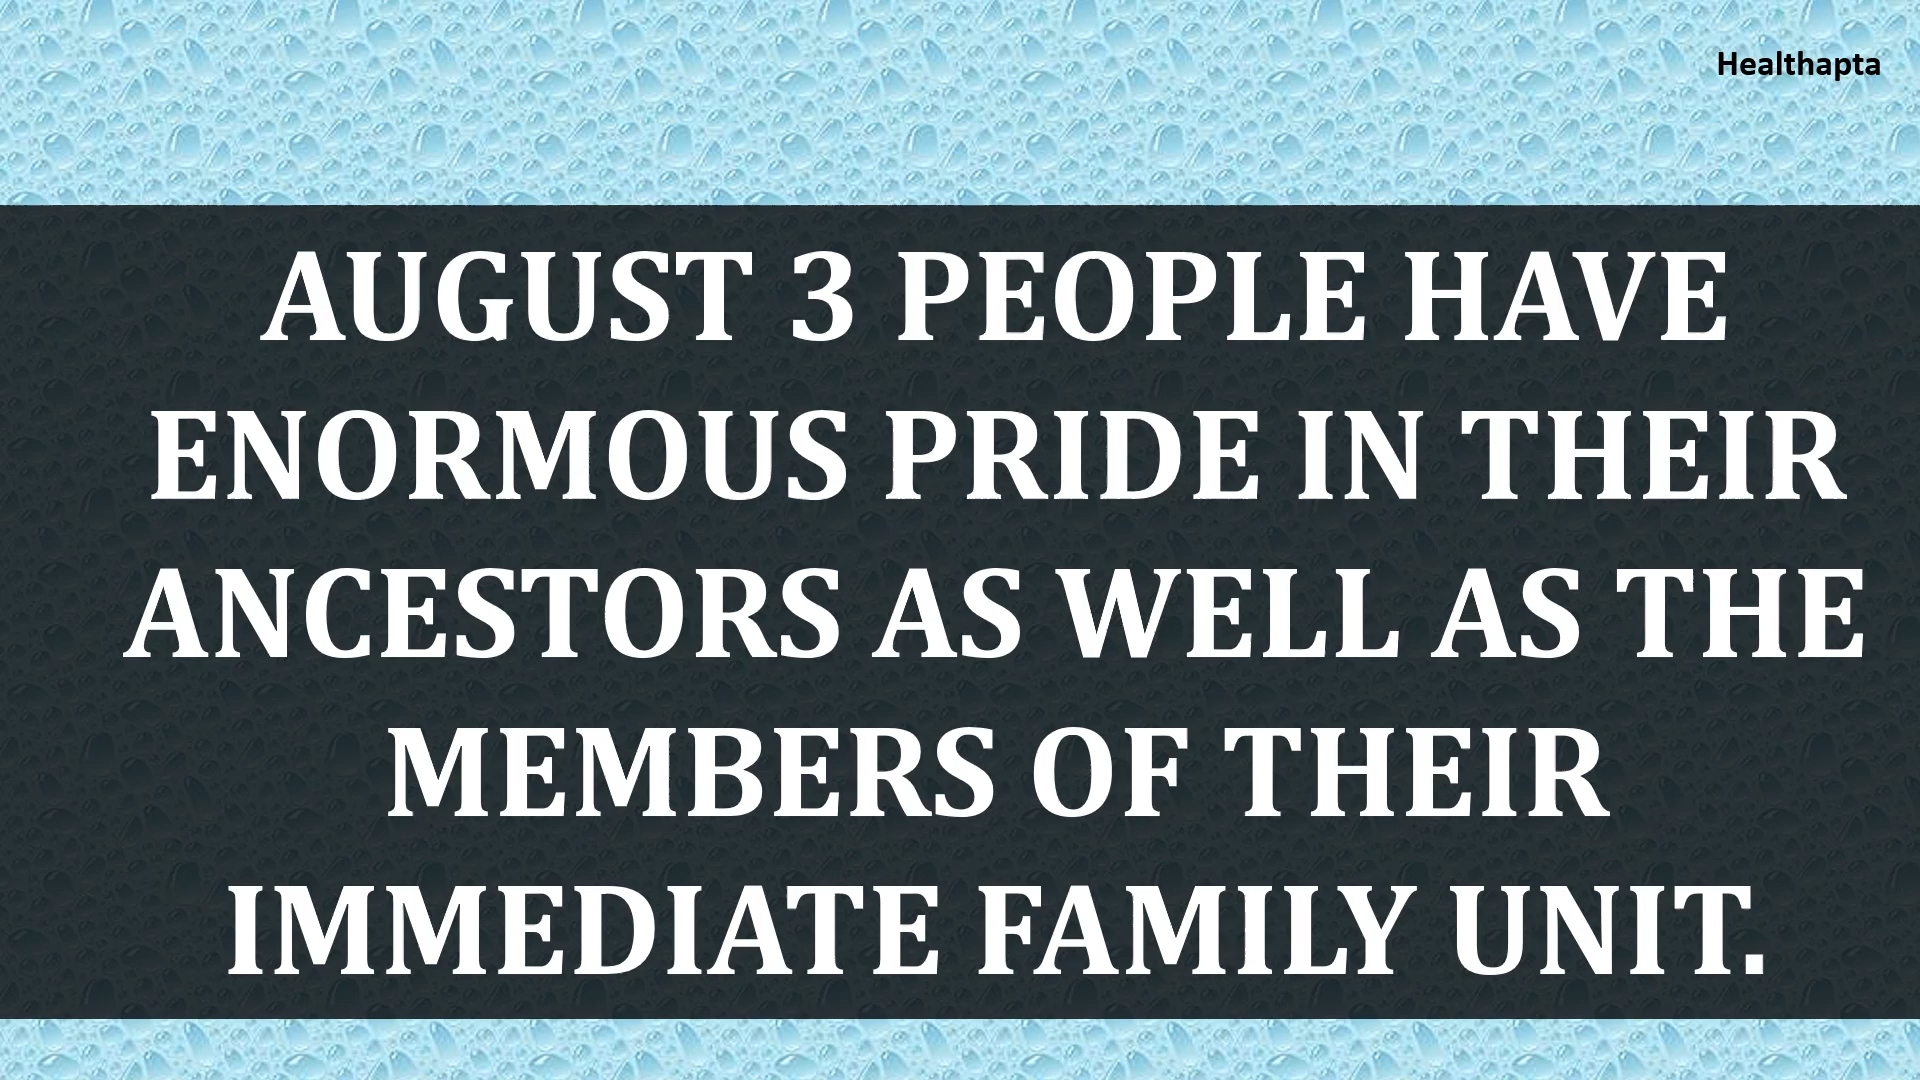 Healthapta
AUGUST 3 PEOPLE HAVE
ENORMOUS PRIDE IN THEIR
ANCESTORS AS WELL AS THE
MEMBERS OF THEIR
IMMEDIATE FAMILY UNIT.